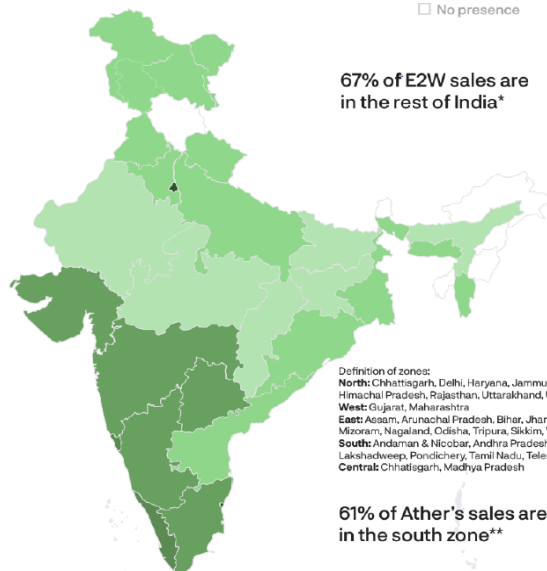 No presence
67% of E2W sales are
in the rest of India*
Definition of zones:
North: Chhattisgarh, Delhi, Haryana, Jammu
Himachal Pradesh, Rajasthan, Uttarakhand,
West: Gujarat, Maharashtra
East: Assam, Arunachal Pradesh, Bihar,
Mizoram, Nagaland, Odisha, Tripura, Sikkim,
South: Andaman & Nicobar, Andhra Pradesh
Lakshadweep, Pondichery, Tamil Nadu,
Central: Chhatisgarh, Madhya Pradesh
61% of Ather's sales are
in the south zone**